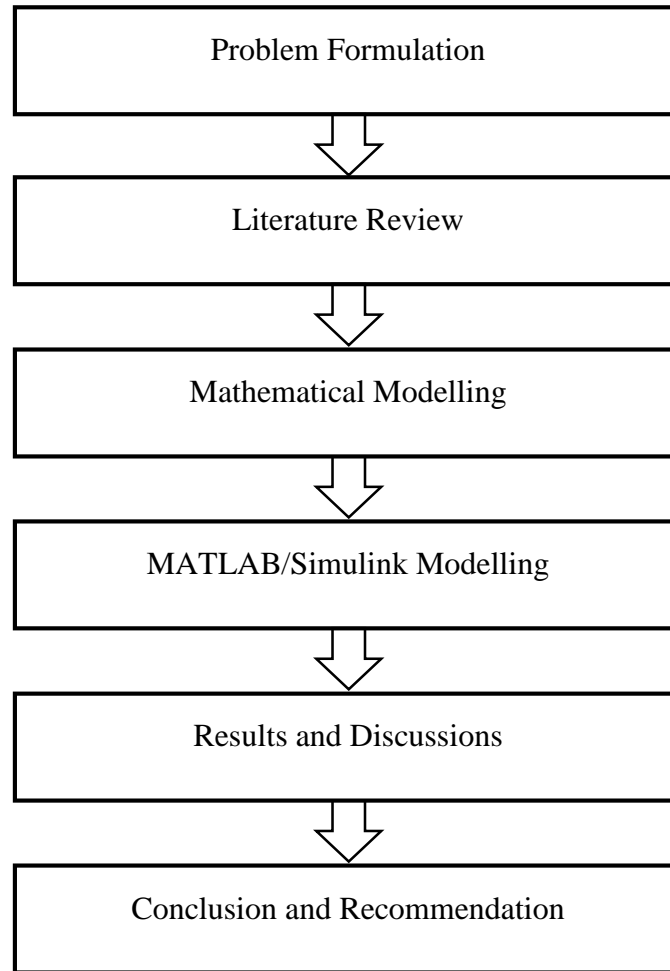 Problem Formulation
Literature Review
Mathematical Modelling
MATLAB/Simulink Modelling
Results and Discussions
Conclusion and Recommendation